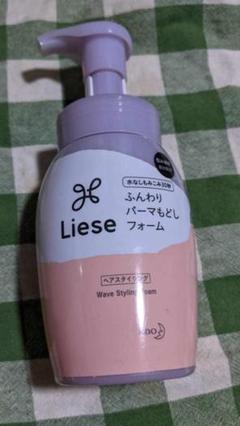 Liese
水なしもみこみ30秒
ふんわり
パーマもどし
フォーム
ヘアスタイリング
Wave Styling Foam
Kao